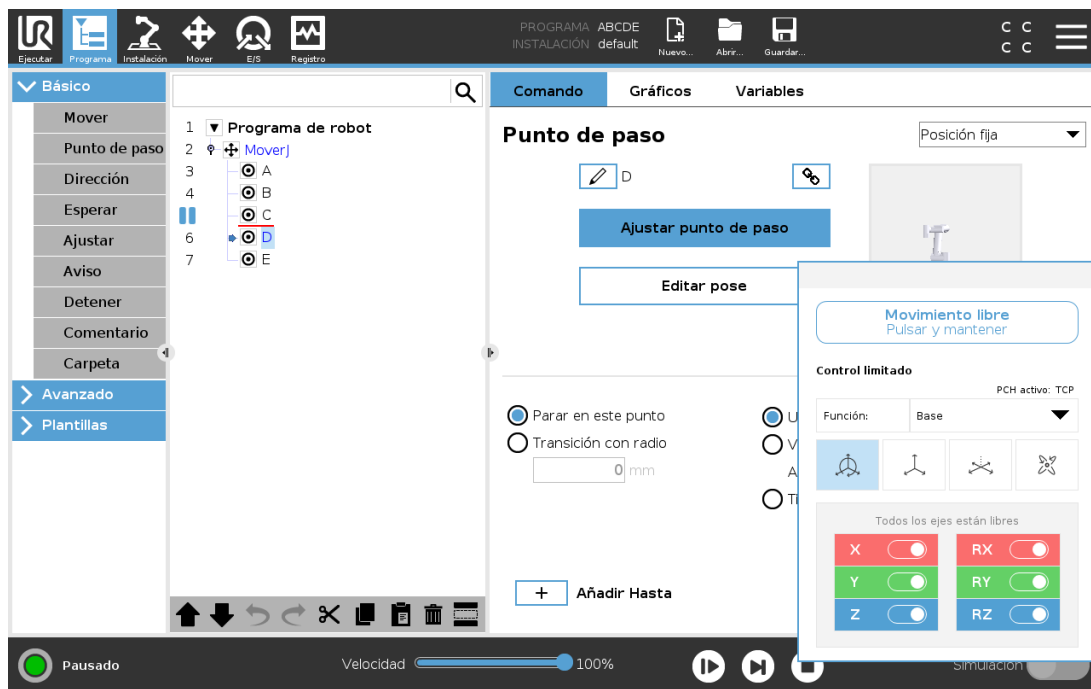 PROGRAMA ABCDE
INSTALACIÓN default
C C
C C
Ejecutar
Programa
Instalación
Mover
E/S
Registro
Nuevo...
Abrir...
Guardar...
Básico
Mover
Punto de paso
Dirección
Esperar
Ajustar
Aviso
Detener
Comentario
Carpeta
Avanzado
Plantillas
1 Programa de robot
2 MoverJ
3 A
4 B
C
6 D
7 E
Comando
Gráficos
Variables
Punto de paso
Posición fija
D
Ajustar punto de paso
Editar pose
Parar en este punto
Transición con radio
0 mm
U
V
A
Añadir Hasta
Movimiento libre
Pulsar y mantener
Control limitado
PCH activo: TCP
Función:
Base
Todos los ejes están libres
X
RX
Y
RY
Z
RZ
Pausado
Velocidad
100%
Simulación